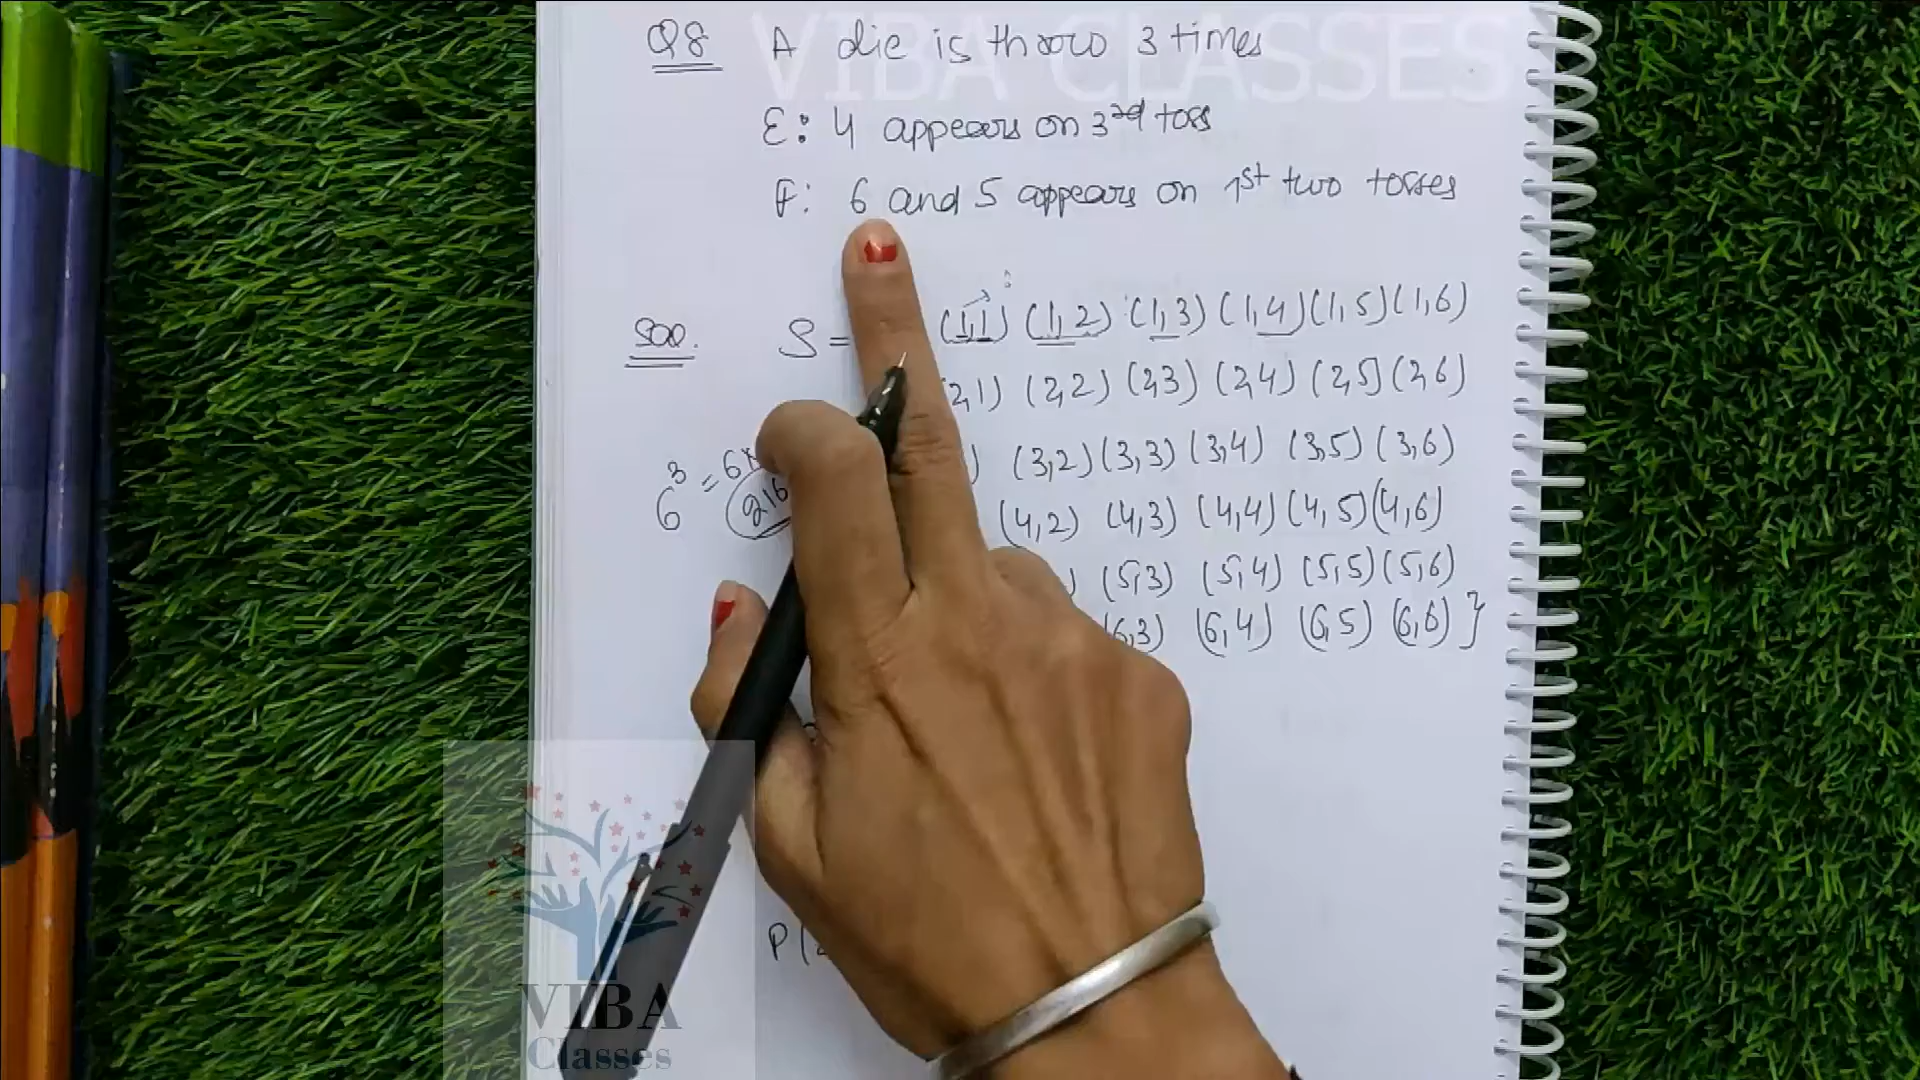 VIBA CLASSES
Q8 A die is throw 3 times
E: 4 appears on 3rd toss
F: 6 and 5 appears on 1st two tosses
Sol. S = (1,1) (1,2) (1,3) (1,4) (1,5) (1,6)
2,1) (2,2) (2,3) (2,4) (2,5) (2,6)
) (3,2) (3,3) (3,4) (3,5) (3,6)
6³ = 6×
216
(4,2) (4,3) (4,4) (4,5) (4,6)
) (5,3) (5,4) (5,5) (5,6)
6,3) (6,4) (6,5) (6,6) }
P(
VIBA
Classes